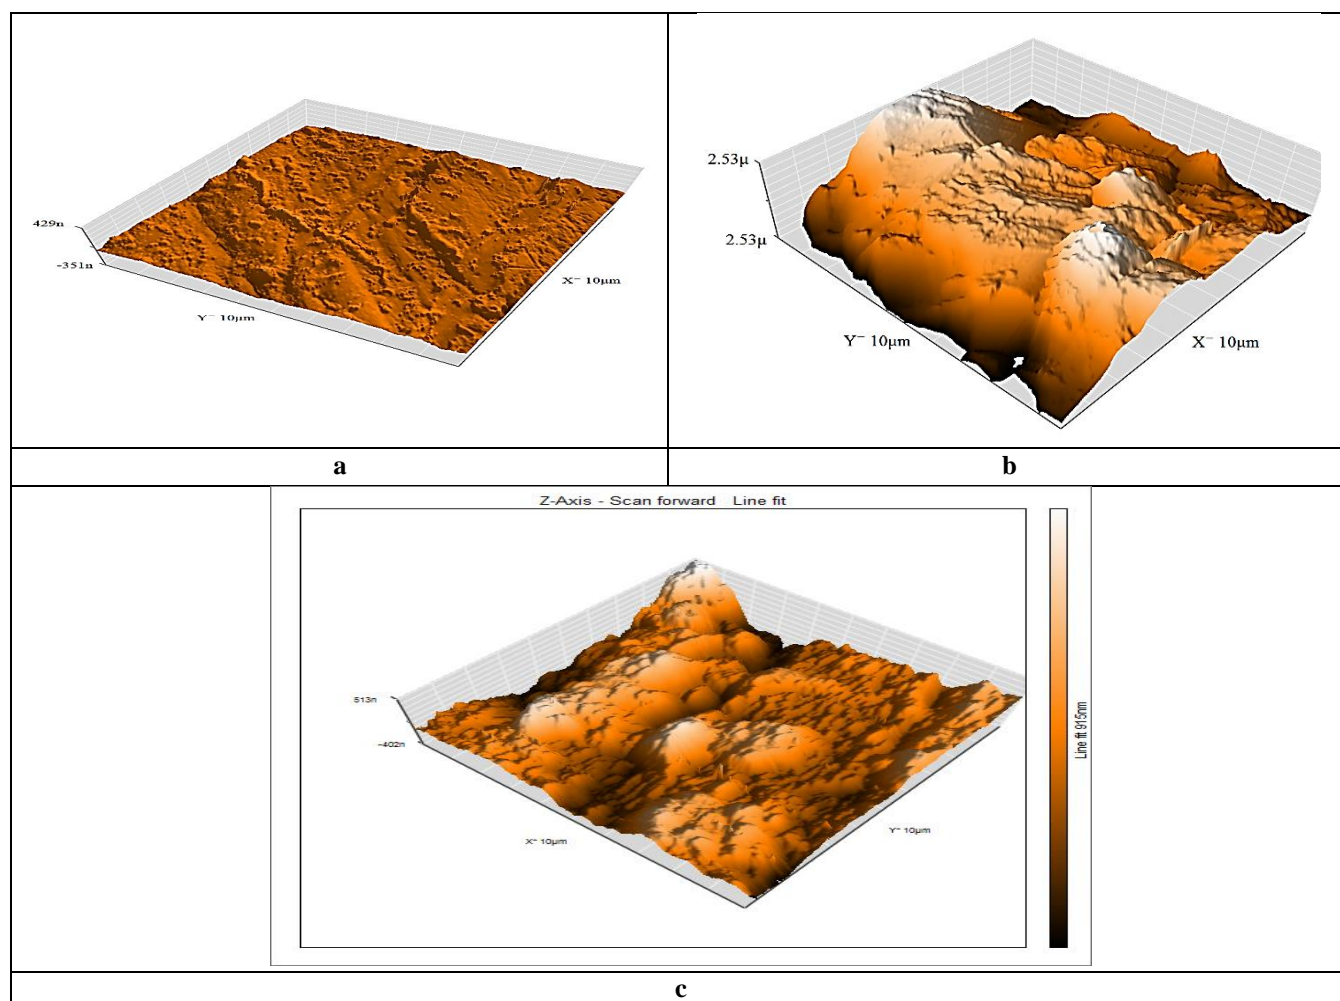 429n
-351n
Y⁻ 10µm
X⁻ 10µm
2.53µ
2.53µ
Y⁻ 10µm
X⁻ 10µm
a
b
Z-Axis - Scan forward Line fit
513n
-402n
X⁻ 10µm
Y⁻ 10µm
Line fit 915nm
c